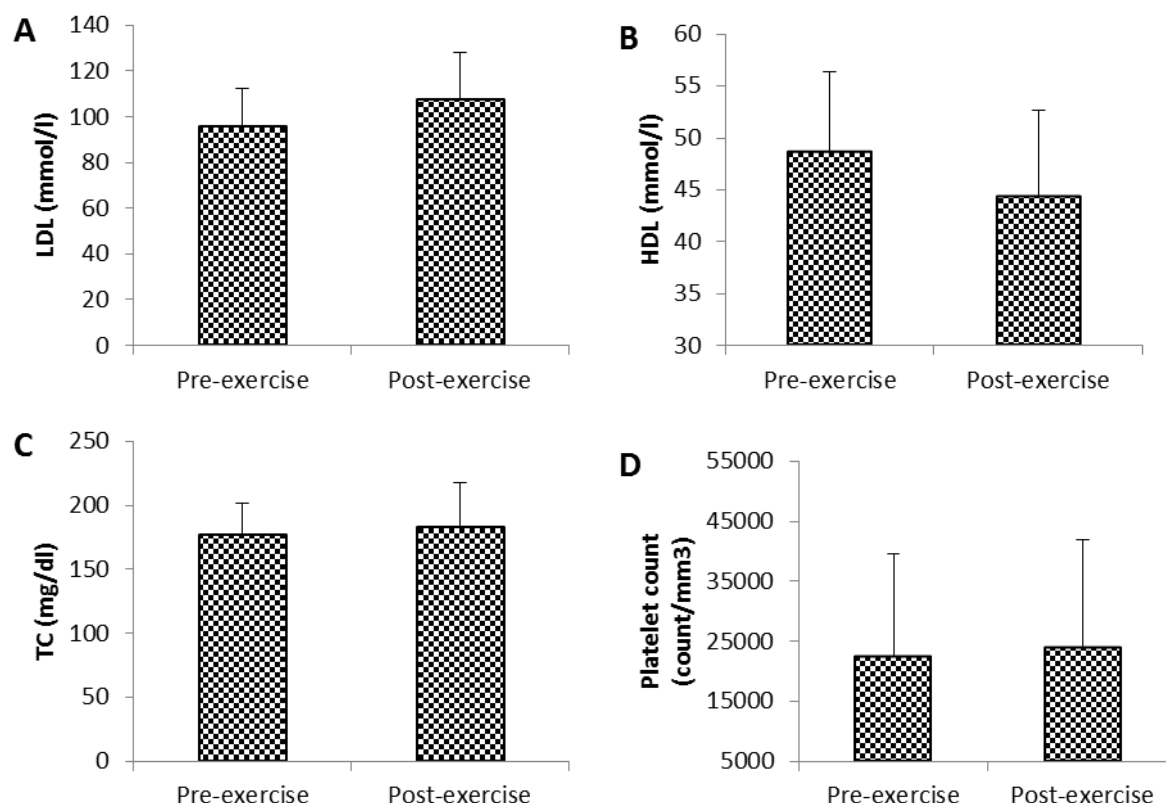 A
LDL (mmol/l)
140
120
100
80
60
40
20
0
Pre-exercise Post-exercise
B
HDL (mmol/l)
60
55
50
45
40
35
30
Pre-exercise Post-exercise
C
TC (mg/dl)
250
200
150
100
50
0
Pre-exercise Post-exercise
D
Platelet count
(count/mm3)
55000
45000
35000
25000
15000
5000
Pre-exercise Post-exercise